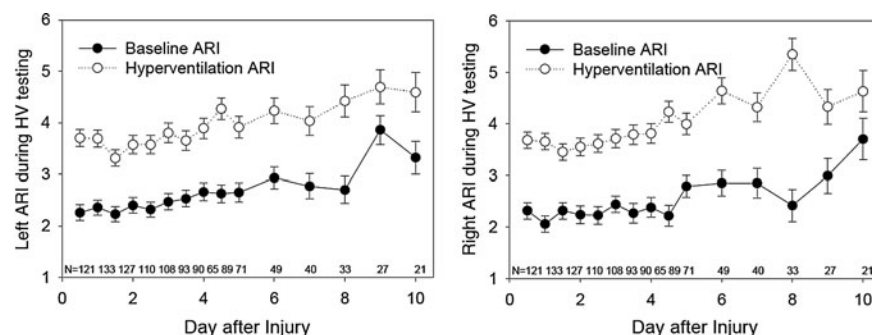 6
5
4
3
2
1
Left ARI during HV testing
Baseline ARI
Hyperventilation ARI
N=121 133 127 110 108 93 90 65 89 71 49 40 33 27 21
0 2 4 6 8 10
Day after Injury
6
5
4
3
2
1
Right ARI during HV testing
Baseline ARI
Hyperventilation ARI
N=121 133 127 110 108 93 90 65 89 71 49 40 33 27 21
0 2 4 6 8 10
Day after Injury